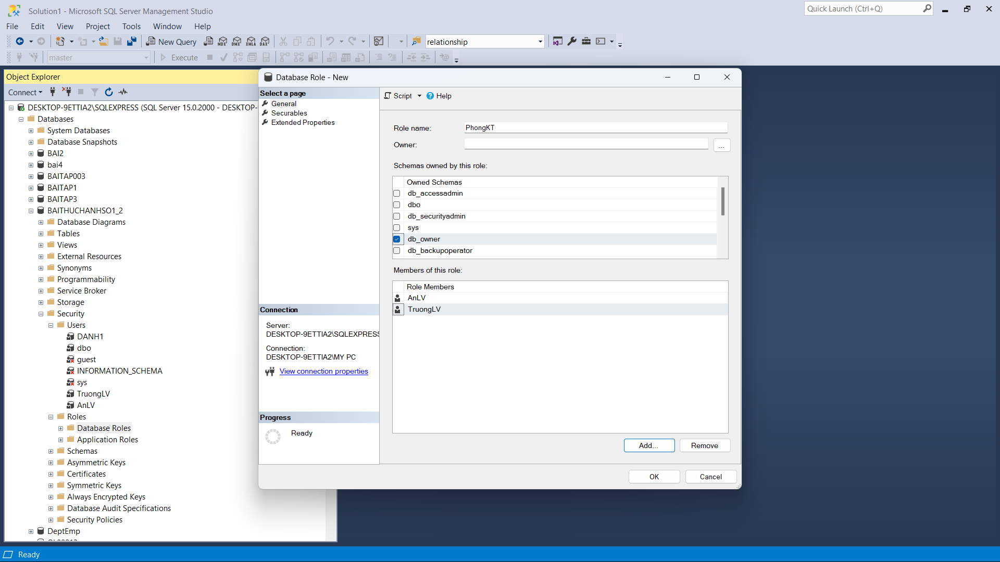 Solution1 - Microsoft SQL Server Management Studio
Quick Launch (Ctrl+Q)
File Edit View Project Tools Window Help
New Query MDX DMX XMLA DAX relationship
master Execute
Object Explorer
Connect
DESKTOP-9ETTIA2\SQLEXPRESS (SQL Server 15.0.2000 - DESKTOP-
Databases
System Databases
Database Snapshots
BAI2
bai4
BAITAP003
BAITAP1
BAITAP3
BAITHUCHANHSO1_2
Database Diagrams
Tables
Views
External Resources
Synonyms
Programmability
Service Broker
Storage
Security
Users
DANH1
dbo
guest
INFORMATION_SCHEMA
sys
TruongLV
AnLV
Roles
Database Roles
Application Roles
Schemas
Asymmetric Keys
Certificates
Symmetric Keys
Always Encrypted Keys
Database Audit Specifications
Security Policies
DeptEmp
Database Role - New
Select a page
General
Securables
Extended Properties
Connection
Server:
DESKTOP-9ETTIA2\SQLEXPRESS
Connection:
DESKTOP-9ETTIA2\MY PC
View connection properties
Progress
Ready
Script Help
Role name: PhongKT
Owner: ...
Schemas owned by this role:
Owned Schemas
db_accessadmin
dbo
db_securityadmin
sys
db_owner
db_backupoperator
Members of this role:
Role Members
AnLV
TruongLV
Add... Remove
OK Cancel
Ready